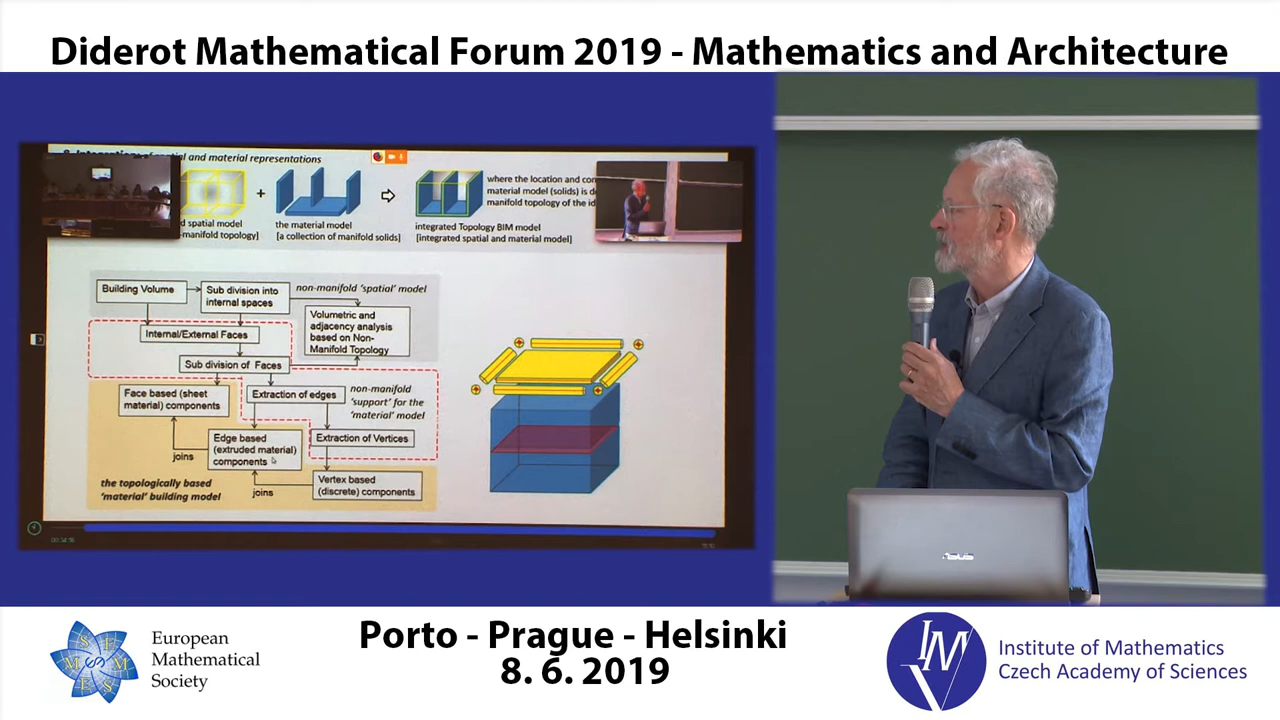 Diderot Mathematical Forum 2019 - Mathematics and Architecture
and material representations
+
d spatial model
manifold topology]
the material model
[a collection of manifold solids]
integrated Topology BIM model
[integrated spatial and material model]
where the location and
material model (solids) is
manifold topology of the
Building Volume
Sub division into
internal spaces
non-manifold 'spatial' model
Internal/External Faces
Volumetric and
adjacency analysis
based on Non-
Manifold Topology
Sub division of Faces
Face based (sheet
material) components
Extraction of edges
non-manifold
'support' for the
'material' model
Edge based
(extruded material)
components
Extraction of Vertices
joins
Vertex based
(discrete) components
joins
the topologically based
'material' building model
ASUS
EMS
European
Mathematical
Society
Porto - Prague - Helsinki
8. 6. 2019
IM
Institute of Mathematics
Czech Academy of Sciences